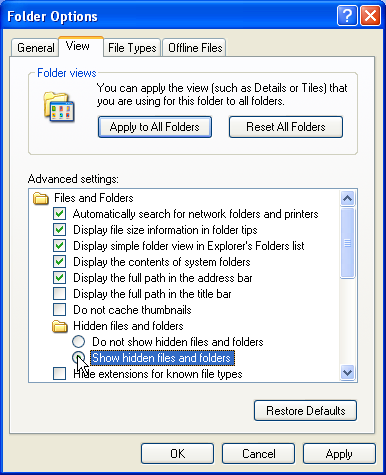 Folder Options
General
View
File Types
Offline Files
Folder views
You can apply the view (such as Details or Tiles) that
you are using for this folder to all folders.
Apply to All Folders
Reset All Folders
Advanced settings:
Files and Folders
Automatically search for network folders and printers
Display file size information in folder tips
Display simple folder view in Explorer's Folders list
Display the contents of system folders
Display the full path in the address bar
Display the full path in the title bar
Do not cache thumbnails
Hidden files and folders
Do not show hidden files and folders
Show hidden files and folders
Hide extensions for known file types
Restore Defaults
OK
Cancel
Apply